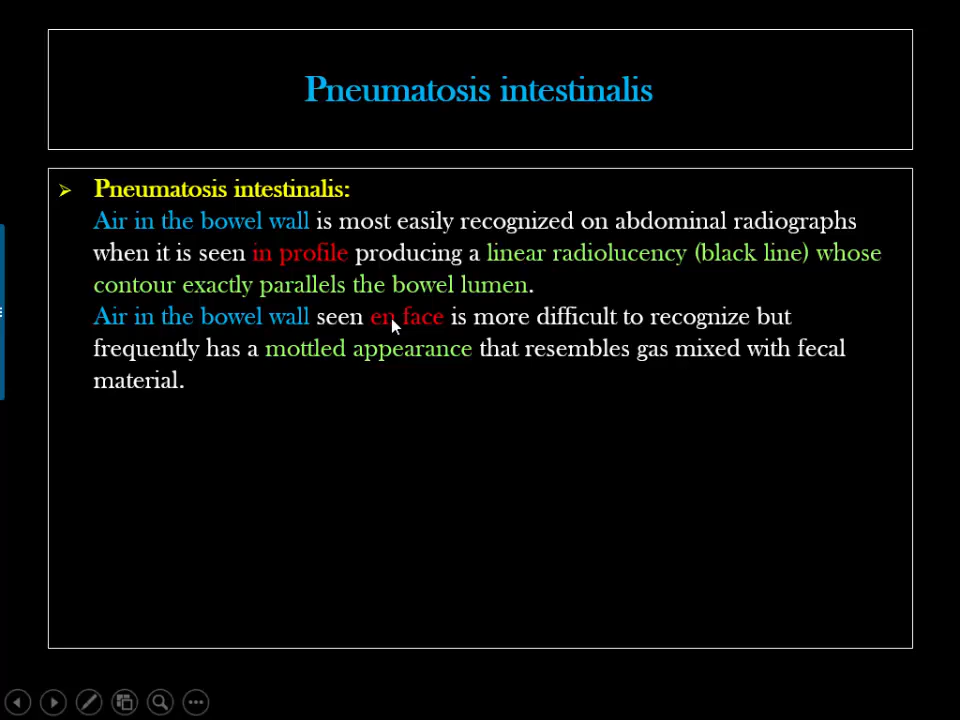 Pneumatosis intestinalis
Pneumatosis intestinalis:
Air in the bowel wall is most easily recognized on abdominal radiographs
when it is seen in profile producing a linear radiolucency (black line) whose
contour exactly parallels the bowel lumen.
Air in the bowel wall seen en face is more difficult to recognize but
frequently has a mottled appearance that resembles gas mixed with fecal
material.